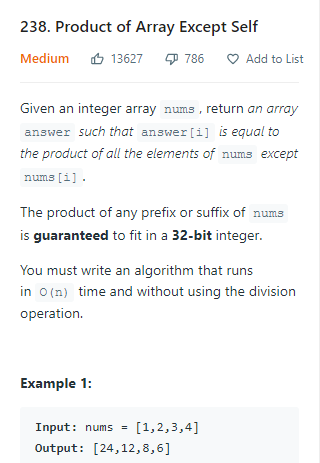 238. Product of Array Except Self
Medium 13627 786 Add to List
Given an integer array nums, return an array
answer such that answer[i] is equal to
the product of all the elements of nums except
nums[i].
The product of any prefix or suffix of nums
is guaranteed to fit in a 32-bit integer.
You must write an algorithm that runs
in O(n) time and without using the division
operation.
Example 1:
Input: nums = [1,2,3,4]
Output: [24,12,8,6]